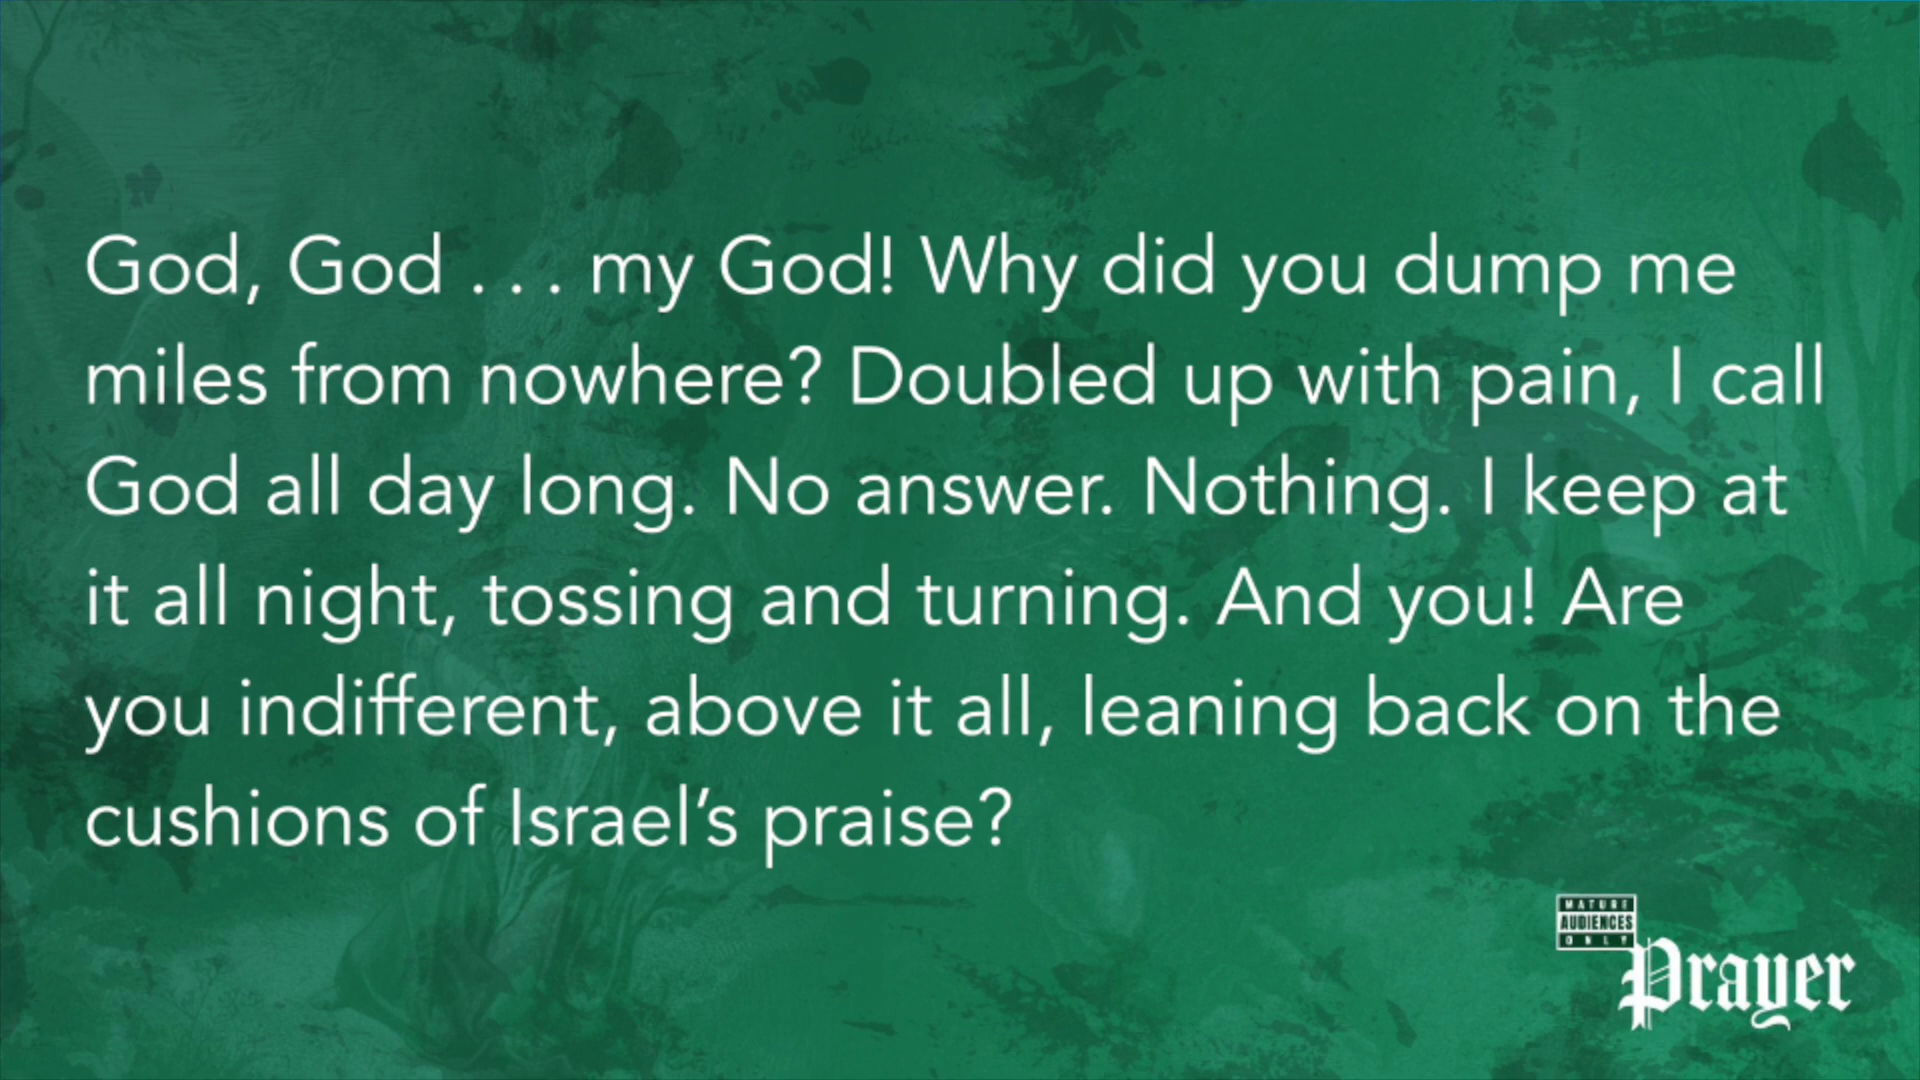 God, God . . . my God! Why did you dump me
miles from nowhere? Doubled up with pain, I call
God all day long. No answer. Nothing. I keep at
it all night, tossing and turning. And you! Are
you indifferent, above it all, leaning back on the
cushions of Israel’s praise?
MATURE
AUDIENCES
ONLY
Prayer